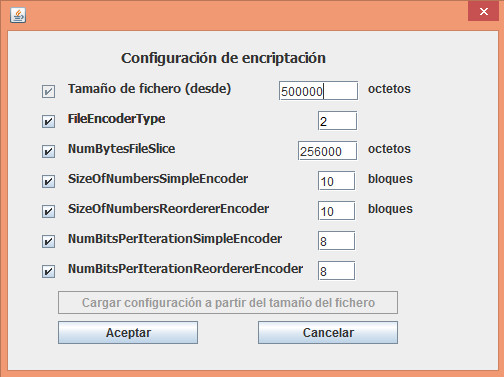 Configuración de encriptación
Tamaño de fichero (desde) 500000 octetos
FileEncoderType 2
NumBytesFileSlice 256000 octetos
SizeOfNumbersSimpleEncoder 10 bloques
SizeOfNumbersReordererEncoder 10 bloques
NumBitsPerIterationSimpleEncoder 8
NumBitsPerIterationReordererEncoder 8
Cargar configuración a partir del tamaño del fichero
Aceptar Cancelar